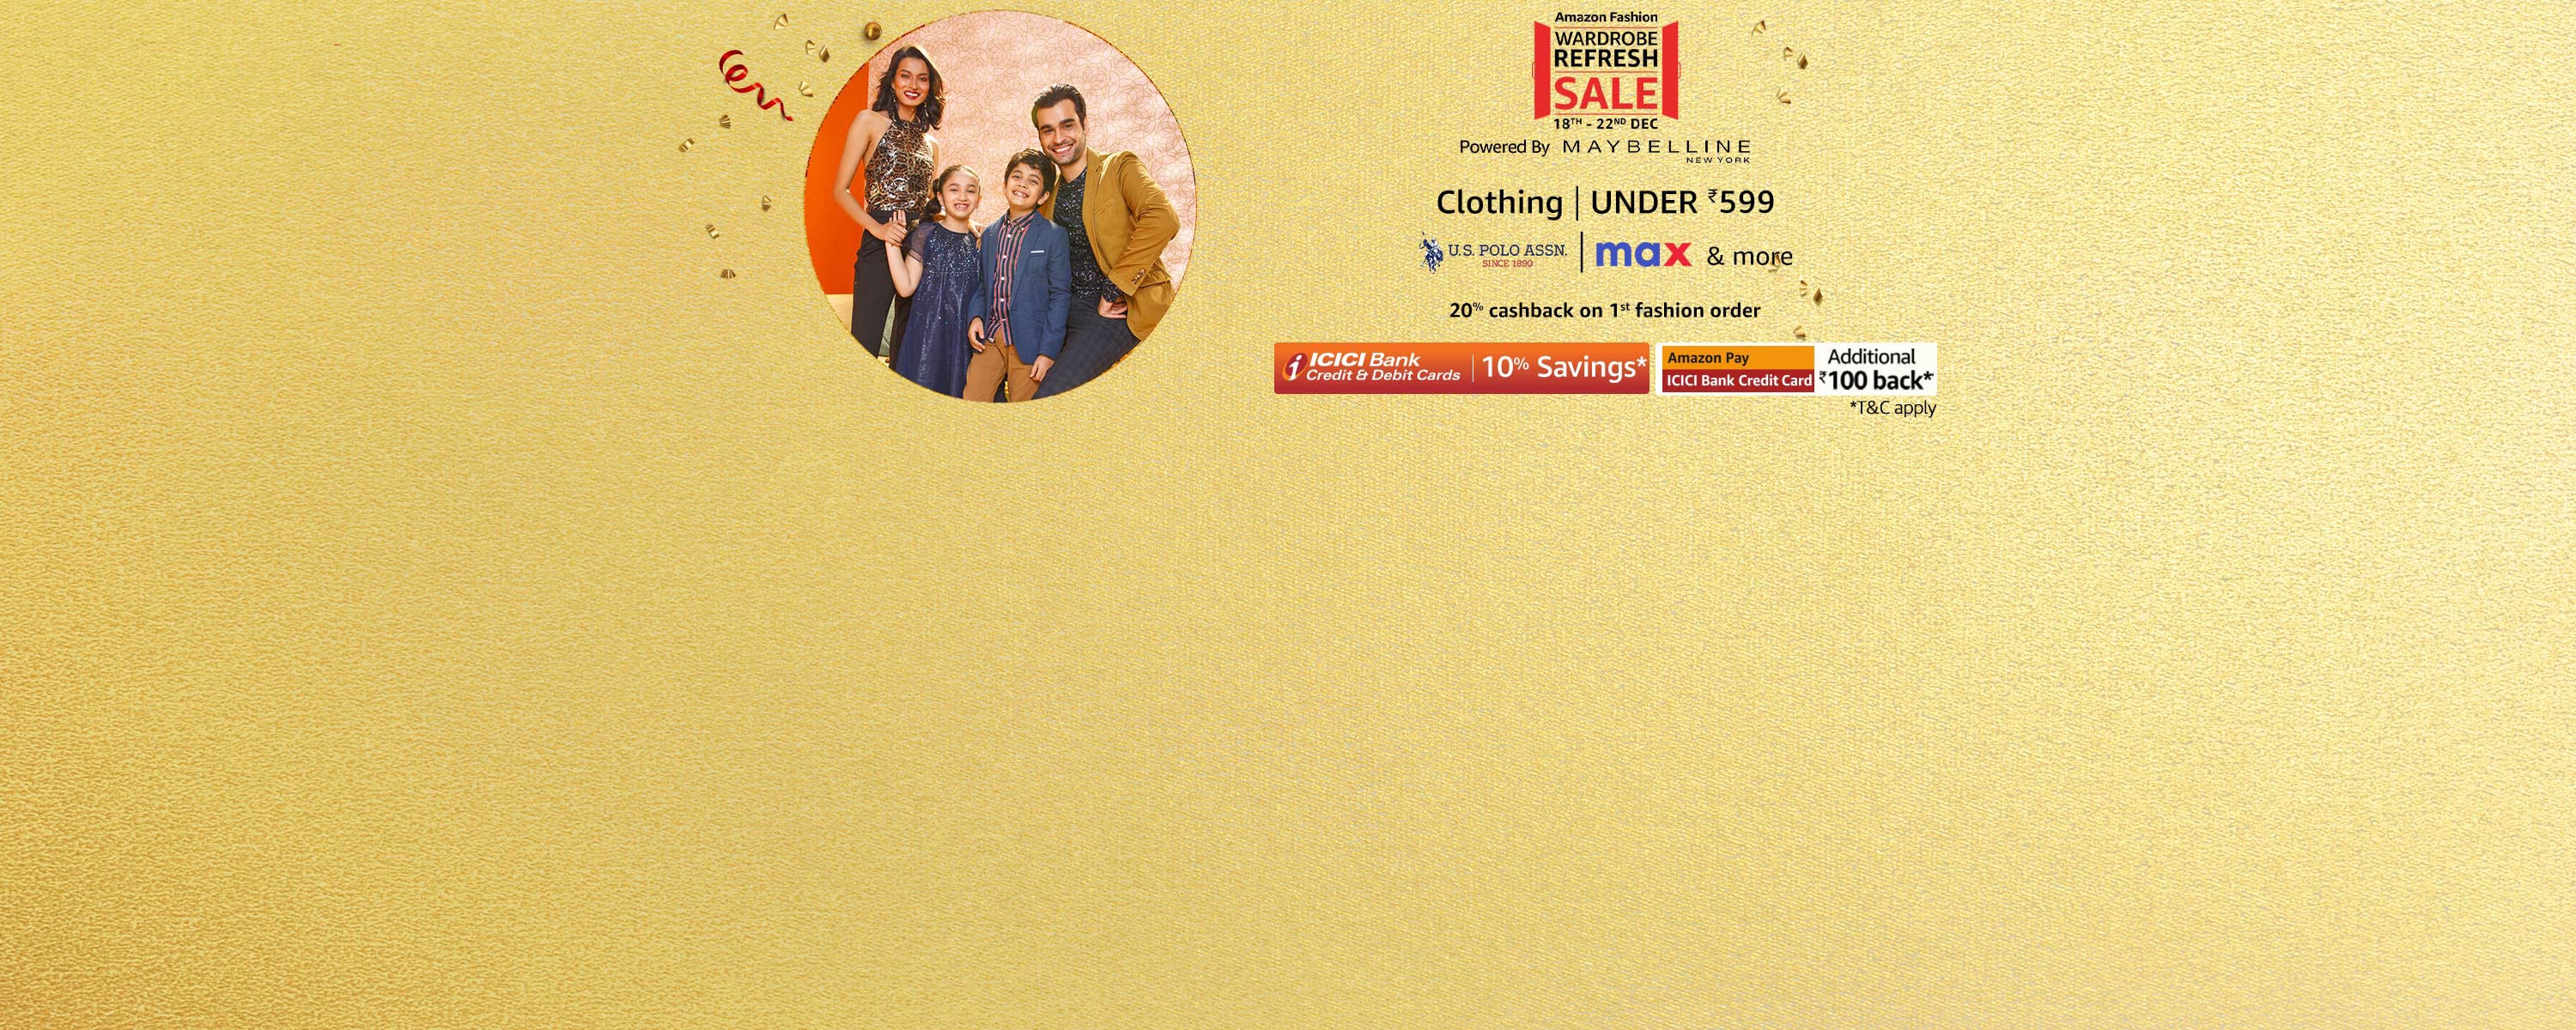 Amazon Fashion
WARDROBE
REFRESH
SALE
18TH - 22ND DEC
Powered By MAYBELLINE
NEW YORK
Clothing | UNDER ₹599
U.S. POLO ASSN.
SINCE 1890
max & more
20% cashback on 1st fashion order
ICICI Bank
Credit & Debit Cards
10% Savings*
Amazon Pay
ICICI Bank Credit Card
Additional
₹100 back*
*T&C apply